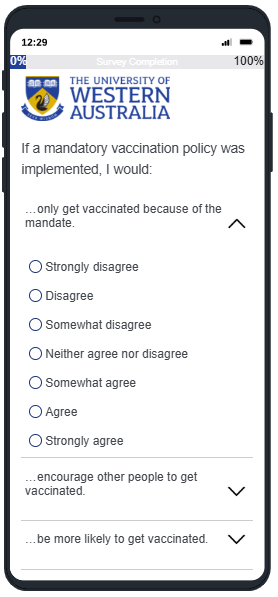 12:29
0% Survey Completion 100%
THE UNIVERSITY OF
WESTERN
AUSTRALIA
If a mandatory vaccination policy was
implemented, I would:
…only get vaccinated because of the
mandate.
Strongly disagree
Disagree
Somewhat disagree
Neither agree nor disagree
Somewhat agree
Agree
Strongly agree
…encourage other people to get
vaccinated.
…be more likely to get vaccinated.